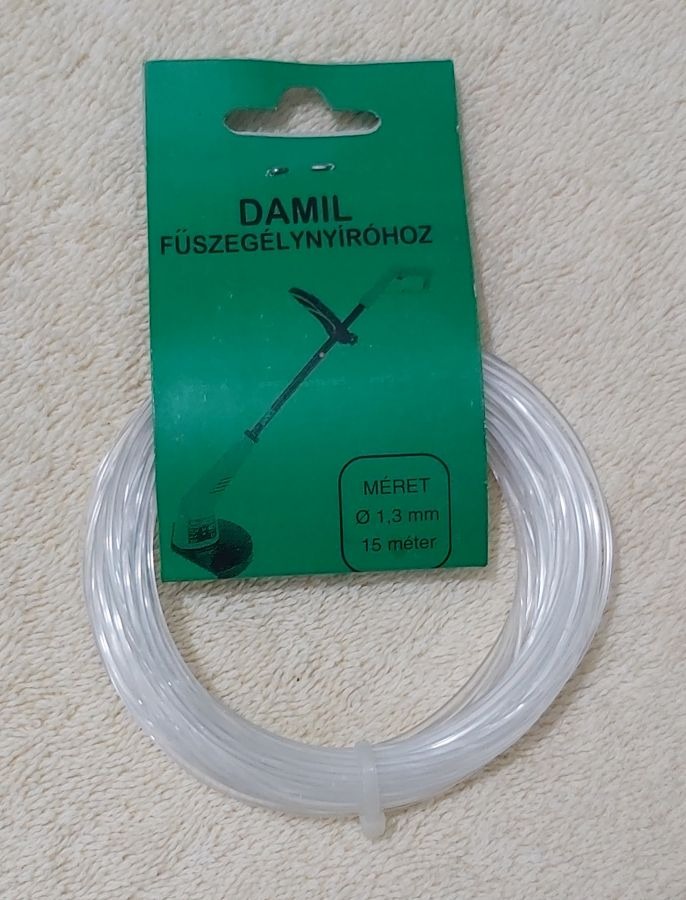 DAMIL
FŰSZEGÉLYNYÍRÓHOZ
MÉRET
Ø 1,3 mm
15 méter